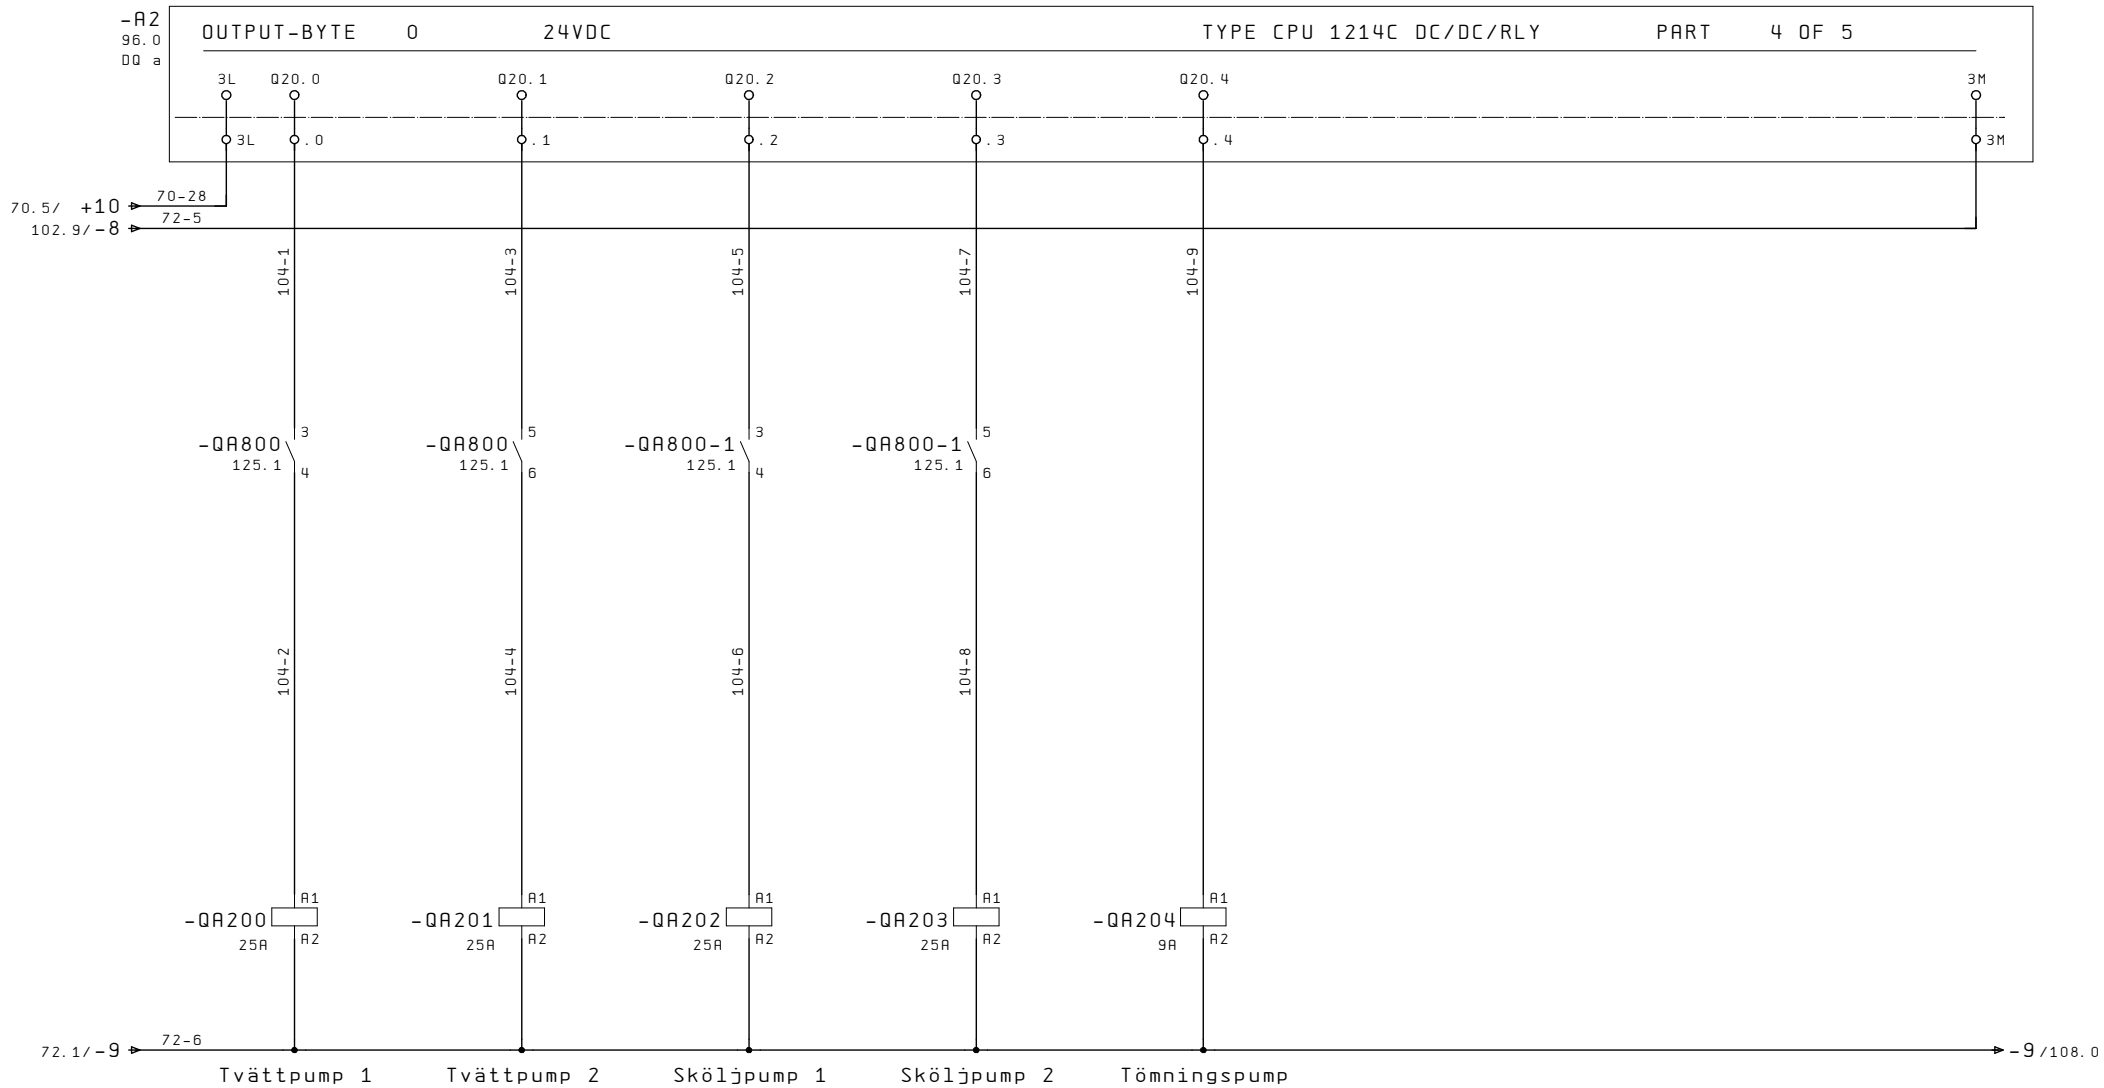 -A2 OUTPUT-BYTE 0 24VDC TYPE CPU 1214C DC/DC/RLY PART 4 OF 5
96.0
DQ a
3L Q20.0 Q20.1 Q20.2 Q20.3 Q20.4 3M
3L .0 .1 .2 .3 .4 3M
70.5/ +10 70-28
102.9/-8 72-5
104-1 104-3 104-5 104-7 104-9
3 5 3 5
-QA800 -QA800 -QA800-1 -QA800-1
125.1 125.1 125.1 125.1
4 6 4 6
104-2 104-4 104-6 104-8
A1 A1 A1 A1 A1
-QA200 -QA201 -QA202 -QA203 -QA204
25A A2 25A A2 25A A2 25A A2 9A A2
72.1/-9 72-6 -9/108.0
Tvättpump 1 Tvättpump 2 Sköljpump 1 Sköljpump 2 Tömningspump